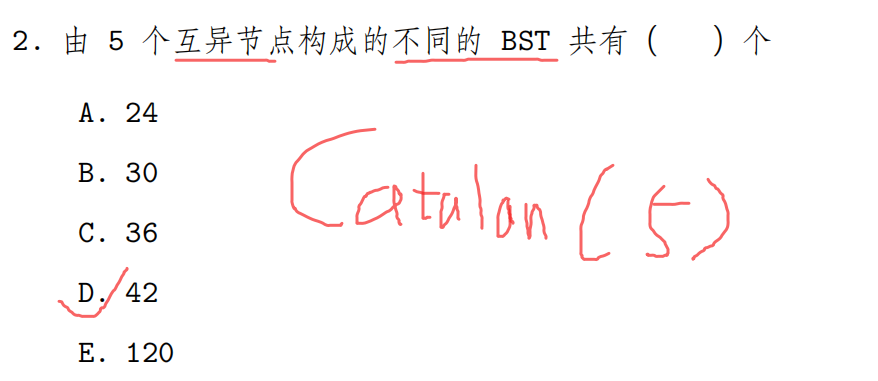 2. 由 5 个互异节点构成的不同的 BST 共有 (    ) 个
A. 24
B. 30
C. 36
Catalan (5)
D. 42
E. 120